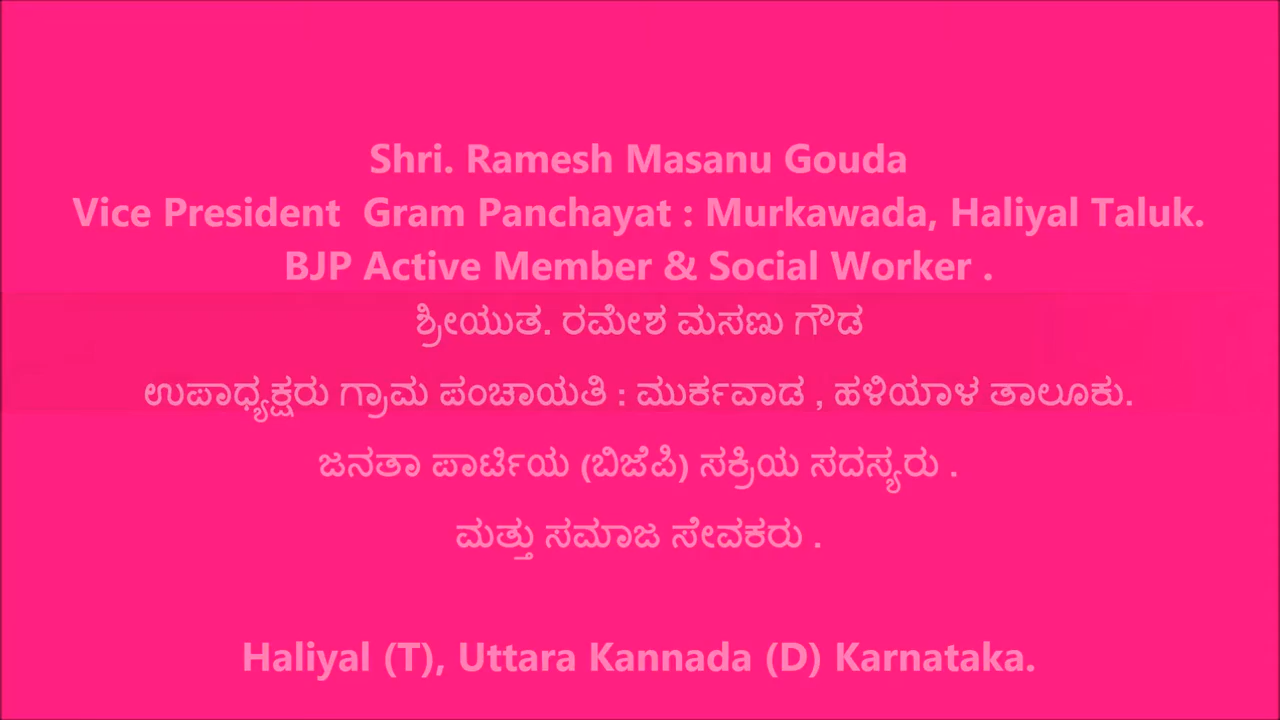 Shri. Ramesh Masanu Gouda
Vice President  Gram Panchayat : Murkawada, Haliyal Taluk.
BJP Active Member & Social Worker .
ಶ್ರೀಯುತ. ರಮೇಶ ಮಸಣು ಗೌಡ
ಉಪಾಧ್ಯಕ್ಷರು ಗ್ರಾಮ ಪಂಚಾಯತಿ : ಮುರ್ಕವಾಡ , ಹಳಿಯಾಳ ತಾಲೂಕು.
ಜನತಾ ಪಾರ್ಟಿಯ (ಬಿಜೆಪಿ) ಸಕ್ರಿಯ ಸದಸ್ಯರು .
ಮತ್ತು ಸಮಾಜ ಸೇವಕರು .
Haliyal (T), Uttara Kannada (D) Karnataka.